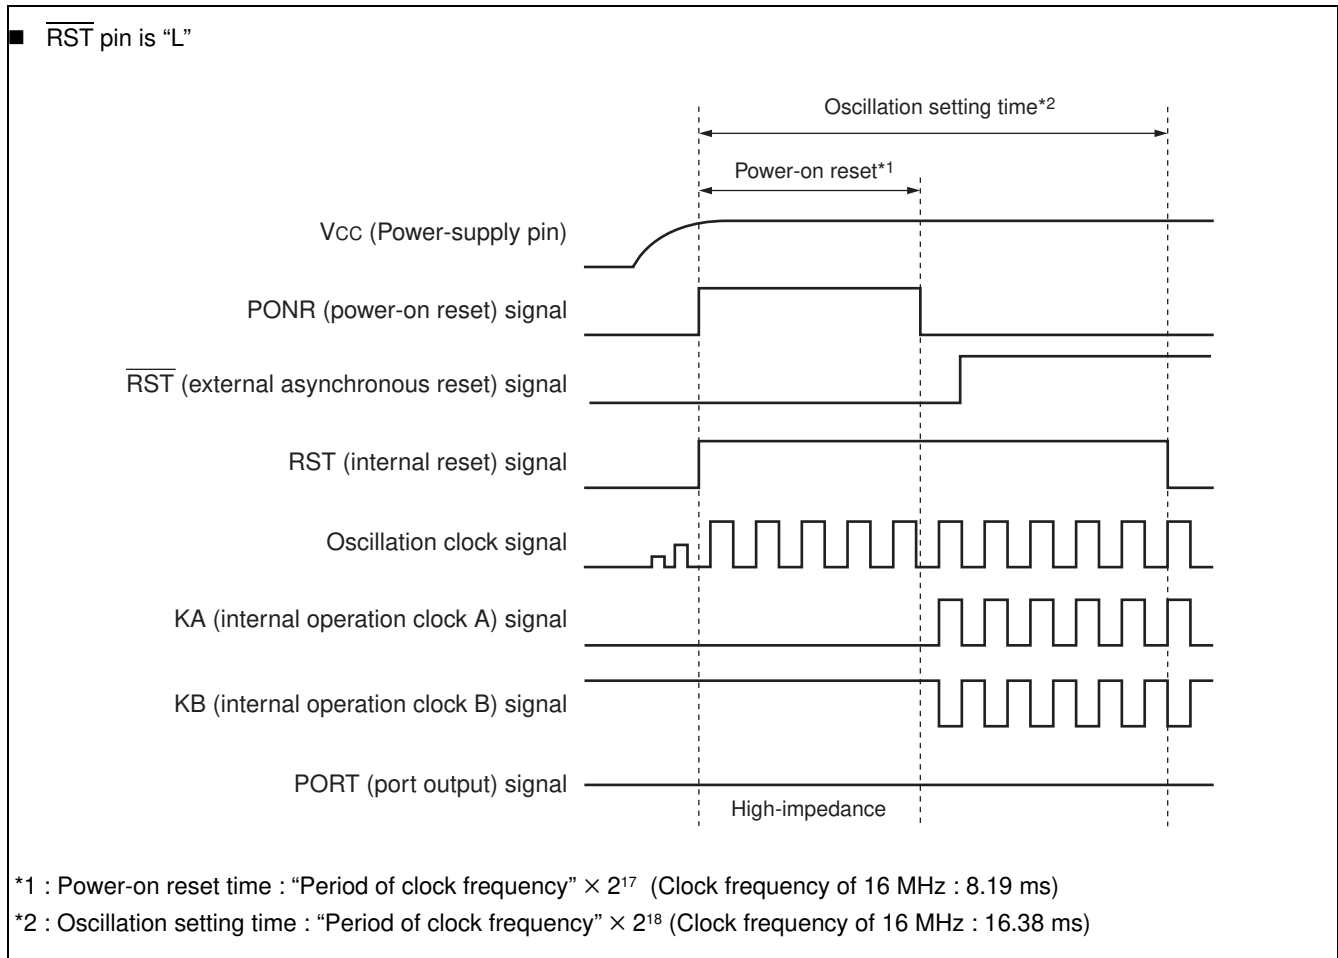 ■ R̅S̅T̅ pin is “L”
Oscillation setting time*2
Power-on reset*1
Vcc (Power-supply pin)
PONR (power-on reset) signal
R̅S̅T̅ (external asynchronous reset) signal
RST (internal reset) signal
Oscillation clock signal
KA (internal operation clock A) signal
KB (internal operation clock B) signal
PORT (port output) signal
High-impedance
*1 : Power-on reset time : “Period of clock frequency” × 2¹⁷ (Clock frequency of 16 MHz : 8.19 ms)
*2 : Oscillation setting time : “Period of clock frequency” × 2¹⁸ (Clock frequency of 16 MHz : 16.38 ms)